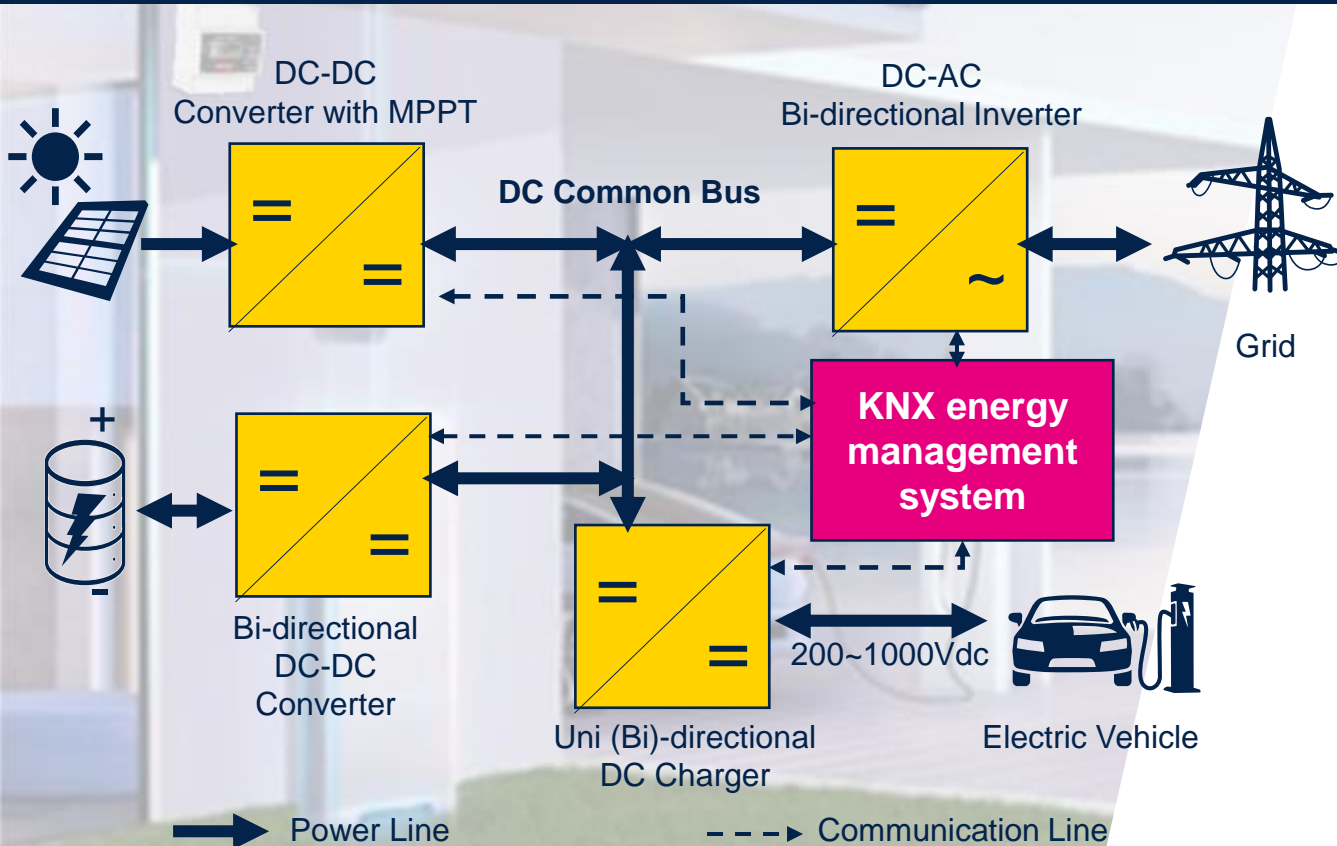 DC-DC
Converter with MPPT
DC-AC
Bi-directional Inverter
DC Common Bus
=
=
=
~
Grid
KNX energy
management
system
+
-
=
=
Bi-directional
DC-DC
Converter
=
=
200~1000Vdc
Uni (Bi)-directional
DC Charger
Electric Vehicle
Power Line
Communication Line